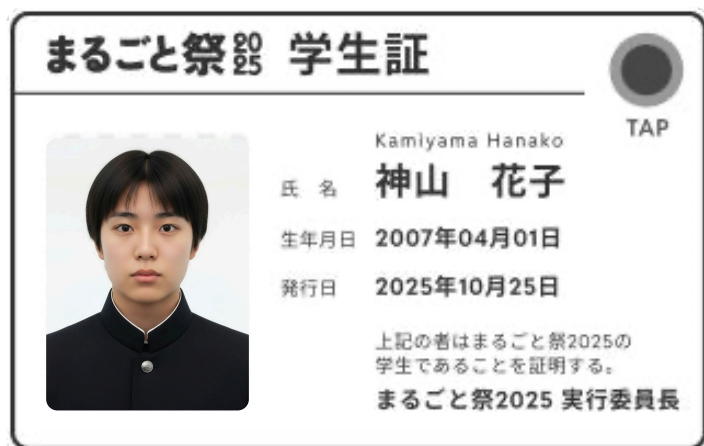 まるごと祭2025 学生証
TAP
Kamiyama Hanako
氏 名 神山 花子
生年月日 2007年04月01日
発行日 2025年10月25日
上記の者はまるごと祭2025の
学生であることを証明する。
まるごと祭2025 実行委員長